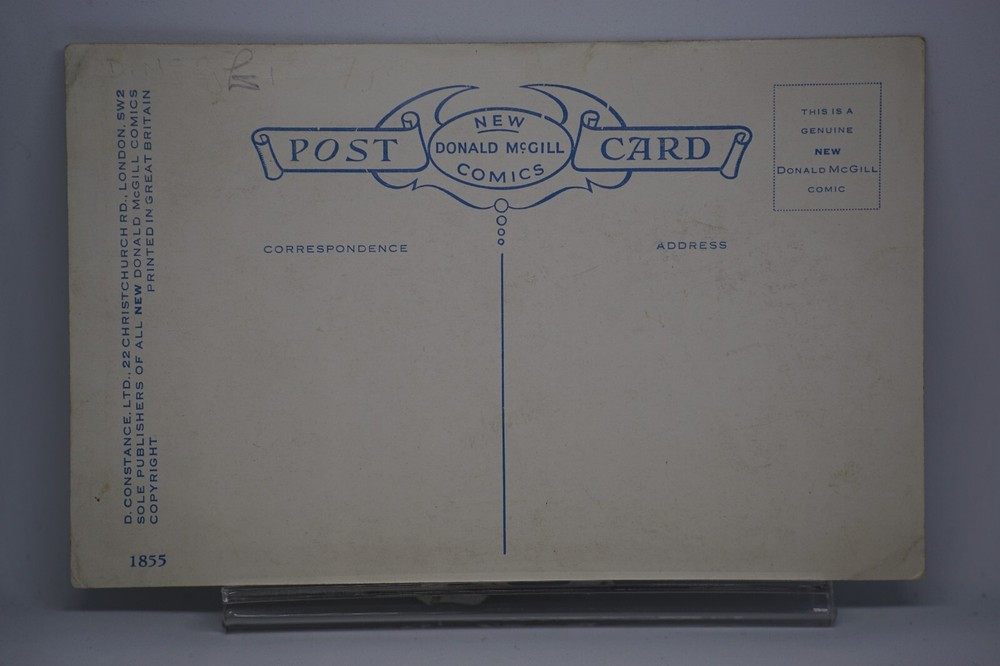 NEW
POST DONALD McGILL CARD
COMICS
THIS IS A
GENUINE
NEW
DONALD McGILL
COMIC
CORRESPONDENCE
ADDRESS
D. CONSTANCE, LTD., 22 CHRISTCHURCH RD., LONDON. SW2
SOLE PUBLISHERS OF ALL NEW DONALD McGILL COMICS
COPYRIGHT PRINTED IN GREAT BRITAIN
1855